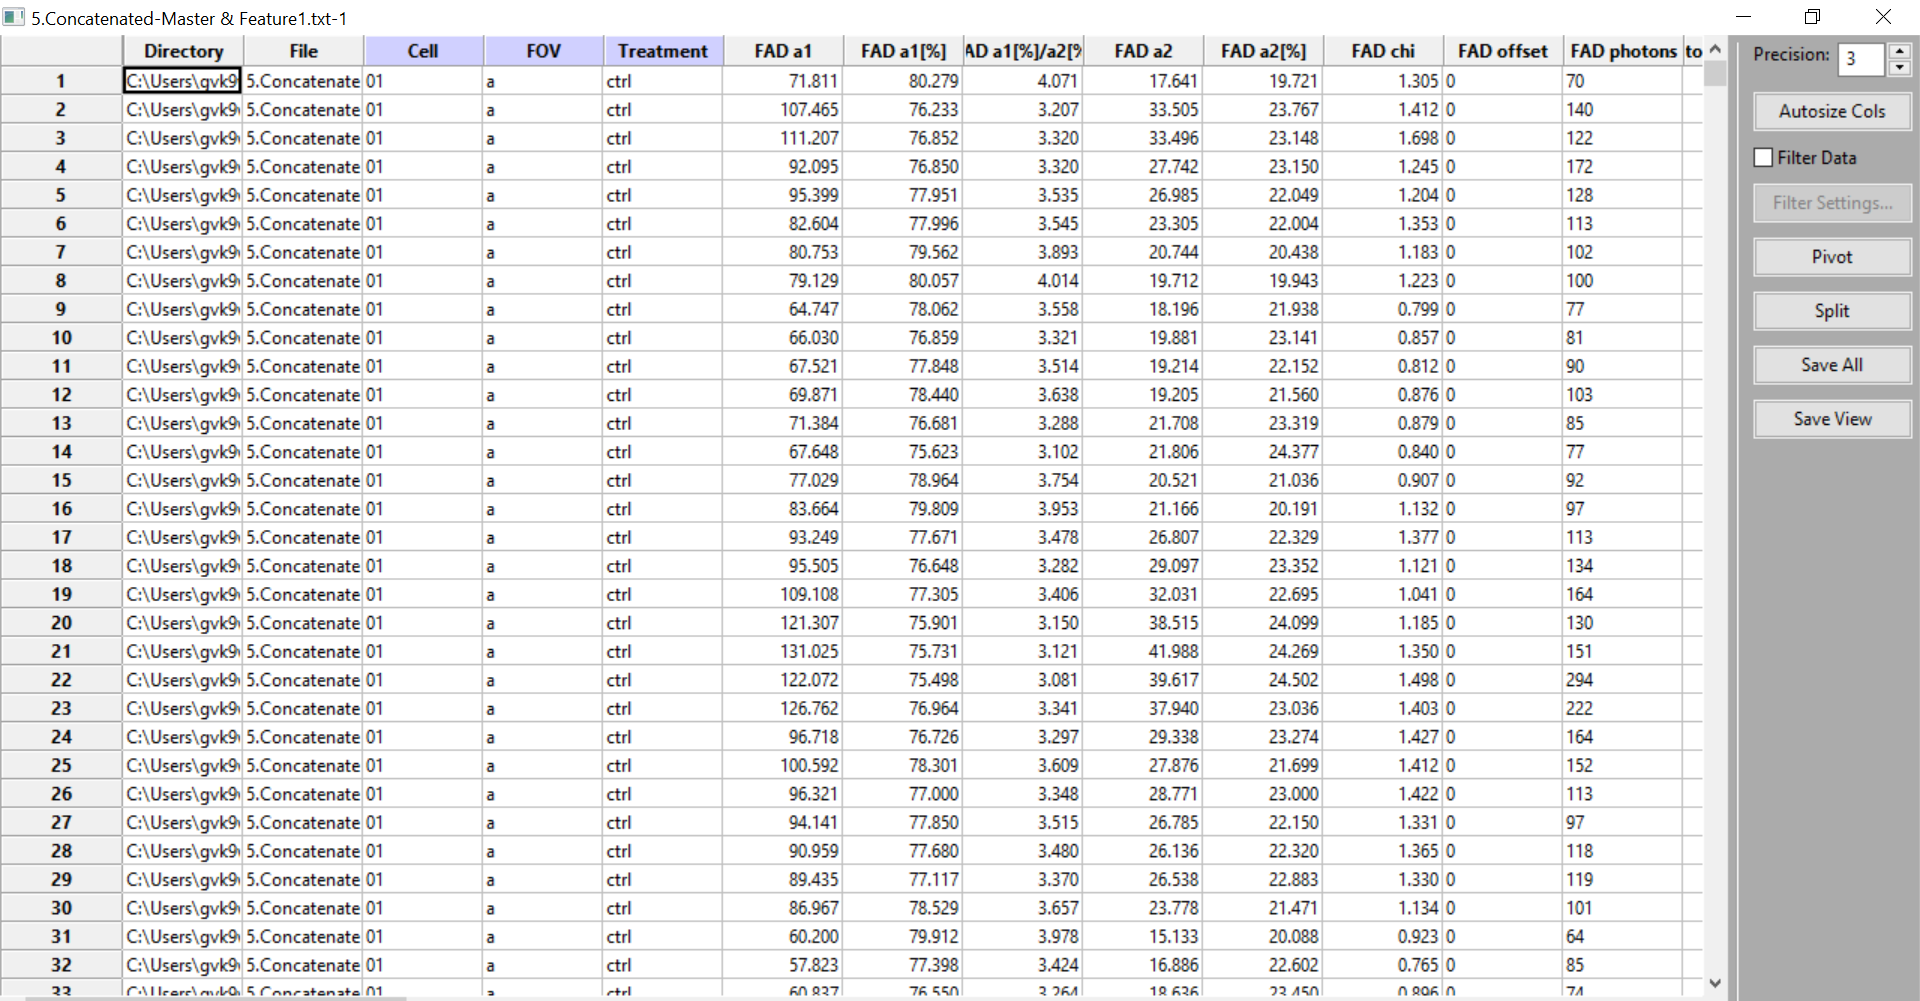 5.Concatenated-Master & Feature1.txt-1
Directory File Cell FOV Treatment FAD a1 FAD a1[%] AD a1[%]/a2[% FAD a2 FAD a2[%] FAD chi FAD offset FAD photons to
1 C:\Users\gvk9 5.Concatenate 01 a ctrl 71.811 80.279 4.071 17.641 19.721 1.305 0 70
2 C:\Users\gvk9 5.Concatenate 01 a ctrl 107.465 76.233 3.207 33.505 23.767 1.412 0 140
3 C:\Users\gvk9 5.Concatenate 01 a ctrl 111.207 76.852 3.320 33.496 23.148 1.698 0 122
4 C:\Users\gvk9 5.Concatenate 01 a ctrl 92.095 76.850 3.320 27.742 23.150 1.245 0 172
5 C:\Users\gvk9 5.Concatenate 01 a ctrl 95.399 77.951 3.535 26.985 22.049 1.204 0 128
6 C:\Users\gvk9 5.Concatenate 01 a ctrl 82.604 77.996 3.545 23.305 22.004 1.353 0 113
7 C:\Users\gvk9 5.Concatenate 01 a ctrl 80.753 79.562 3.893 20.744 20.438 1.183 0 102
8 C:\Users\gvk9 5.Concatenate 01 a ctrl 79.129 80.057 4.014 19.712 19.943 1.223 0 100
9 C:\Users\gvk9 5.Concatenate 01 a ctrl 64.747 78.062 3.558 18.196 21.938 0.799 0 77
10 C:\Users\gvk9 5.Concatenate 01 a ctrl 66.030 76.859 3.321 19.881 23.141 0.857 0 81
11 C:\Users\gvk9 5.Concatenate 01 a ctrl 67.521 77.848 3.514 19.214 22.152 0.812 0 90
12 C:\Users\gvk9 5.Concatenate 01 a ctrl 69.871 78.440 3.638 19.205 21.560 0.876 0 103
13 C:\Users\gvk9 5.Concatenate 01 a ctrl 71.384 76.681 3.288 21.708 23.319 0.879 0 85
14 C:\Users\gvk9 5.Concatenate 01 a ctrl 67.648 75.623 3.102 21.806 24.377 0.840 0 77
15 C:\Users\gvk9 5.Concatenate 01 a ctrl 77.029 78.964 3.754 20.521 21.036 0.907 0 92
16 C:\Users\gvk9 5.Concatenate 01 a ctrl 83.664 79.809 3.953 21.166 20.191 1.132 0 97
17 C:\Users\gvk9 5.Concatenate 01 a ctrl 93.249 77.671 3.478 26.807 22.329 1.377 0 113
18 C:\Users\gvk9 5.Concatenate 01 a ctrl 95.505 76.648 3.282 29.097 23.352 1.121 0 134
19 C:\Users\gvk9 5.Concatenate 01 a ctrl 109.108 77.305 3.406 32.031 22.695 1.041 0 164
20 C:\Users\gvk9 5.Concatenate 01 a ctrl 121.307 75.901 3.150 38.515 24.099 1.185 0 130
21 C:\Users\gvk9 5.Concatenate 01 a ctrl 131.025 75.731 3.121 41.988 24.269 1.350 0 151
22 C:\Users\gvk9 5.Concatenate 01 a ctrl 122.072 75.498 3.081 39.617 24.502 1.498 0 294
23 C:\Users\gvk9 5.Concatenate 01 a ctrl 126.762 76.964 3.341 37.940 23.036 1.403 0 222
24 C:\Users\gvk9 5.Concatenate 01 a ctrl 96.718 76.726 3.297 29.338 23.274 1.427 0 164
25 C:\Users\gvk9 5.Concatenate 01 a ctrl 100.592 78.301 3.609 27.876 21.699 1.412 0 152
26 C:\Users\gvk9 5.Concatenate 01 a ctrl 96.321 77.000 3.348 28.771 23.000 1.422 0 113
27 C:\Users\gvk9 5.Concatenate 01 a ctrl 94.141 77.850 3.515 26.785 22.150 1.331 0 97
28 C:\Users\gvk9 5.Concatenate 01 a ctrl 90.959 77.680 3.480 26.136 22.320 1.365 0 118
29 C:\Users\gvk9 5.Concatenate 01 a ctrl 89.435 77.117 3.370 26.538 22.883 1.330 0 119
30 C:\Users\gvk9 5.Concatenate 01 a ctrl 86.967 78.529 3.657 23.778 21.471 1.134 0 101
31 C:\Users\gvk9 5.Concatenate 01 a ctrl 60.200 79.912 3.978 15.133 20.088 0.923 0 64
32 C:\Users\gvk9 5.Concatenate 01 a ctrl 57.823 77.398 3.424 16.886 22.602 0.765 0 85
33 C:\Users\gvk9 5.Concatenate 01 a ctrl 60.837 76.550 3.264 18.636 23.450 0.896 0 74
Precision: 3
Autosize Cols
Filter Data
Filter Settings...
Pivot
Split
Save All
Save View